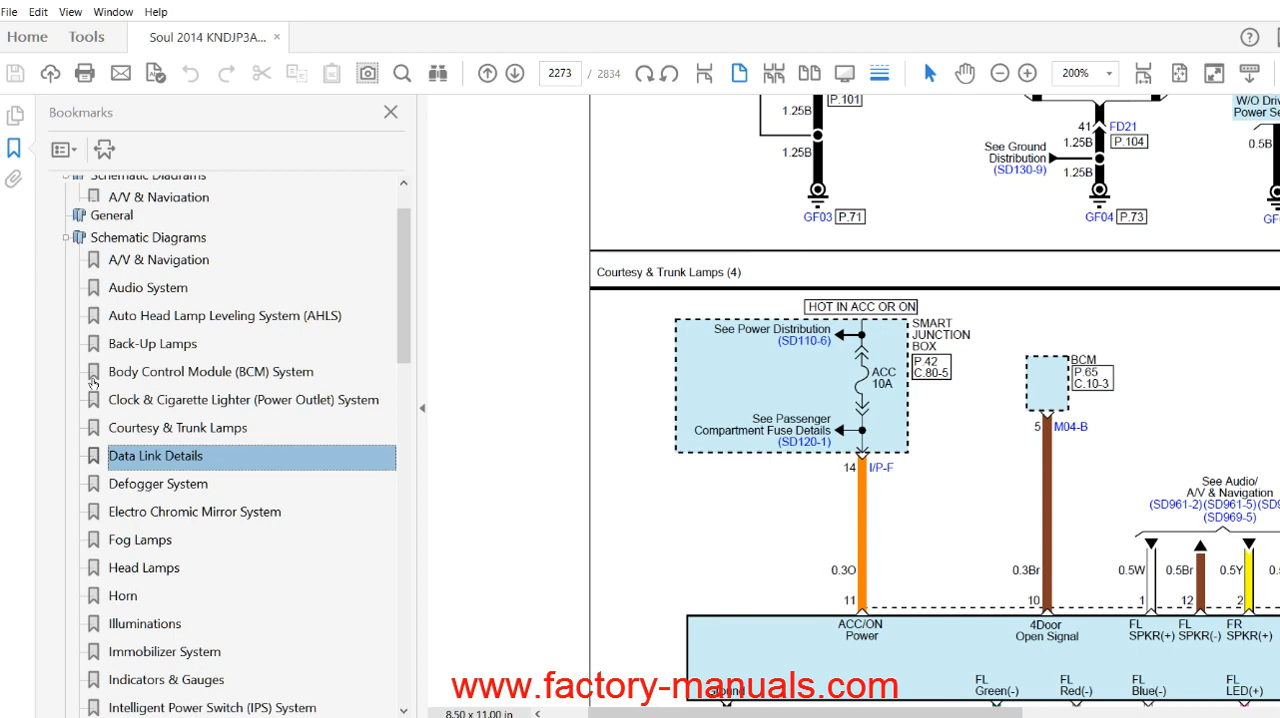 File Edit View Window Help
Home Tools Soul 2014 KNDJP3A... ×
2273 / 2834 200%
Bookmarks
Schematic Diagrams
A/V & Navigation
General
Schematic Diagrams
A/V & Navigation
Audio System
Auto Head Lamp Leveling System (AHLS)
Back-Up Lamps
Body Control Module (BCM) System
Clock & Cigarette Lighter (Power Outlet) System
Courtesy & Trunk Lamps
Data Link Details
Defogger System
Electro Chromic Mirror System
Fog Lamps
Head Lamps
Horn
Illuminations
Immobilizer System
Indicators & Gauges
Intelligent Power Switch (IPS) System
P.101
1.25B
1.25B
GF03 P.71
41 FD21
1.25B P.104
See Ground
Distribution
(SD130-9)
1.25B
GF04 P.73
W/O Driv
Power Se
0.5B
GF
Courtesy & Trunk Lamps (4)
HOT IN ACC OR ON
See Power Distribution
(SD110-6)
SMART
JUNCTION
BOX
P.42
C.80-5
ACC
10A
See Passenger
Compartment Fuse Details
(SD120-1)
14 I/P-F
BCM
P.65
C.10-3
5 M04-B
See Audio/
A/V & Navigation
(SD961-2)(SD961-5)(SD9
(SD969-5)
0.3O 0.3Br 0.5W 0.5Br 0.5Y 0.5
11 10 1 12 2
ACC/ON
Power
4Door
Open Signal
FL
SPKR(+)
FL
SPKR(-)
FR
SPKR(+)
Ground
FL
Green(-)
FL
Red(-)
FL
Blue(-)
FL
LED(+)
www.factory-manuals.com
8.50 x 11.00 in